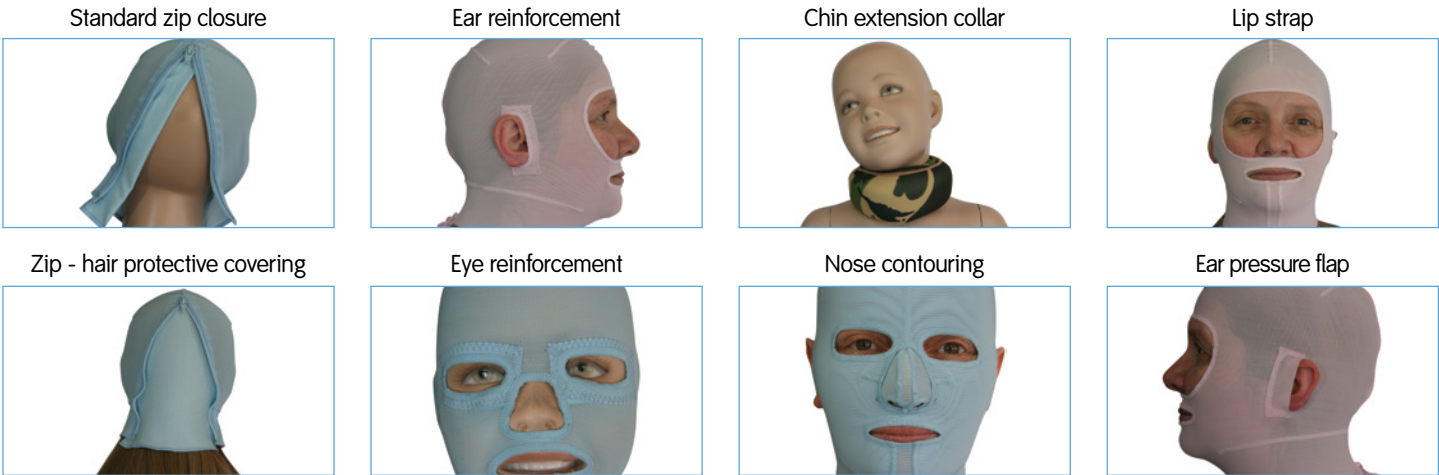 Standard zip closure
Ear reinforcement
Chin extension collar
Lip strap
Zip - hair protective covering
Eye reinforcement
Nose contouring
Ear pressure flap